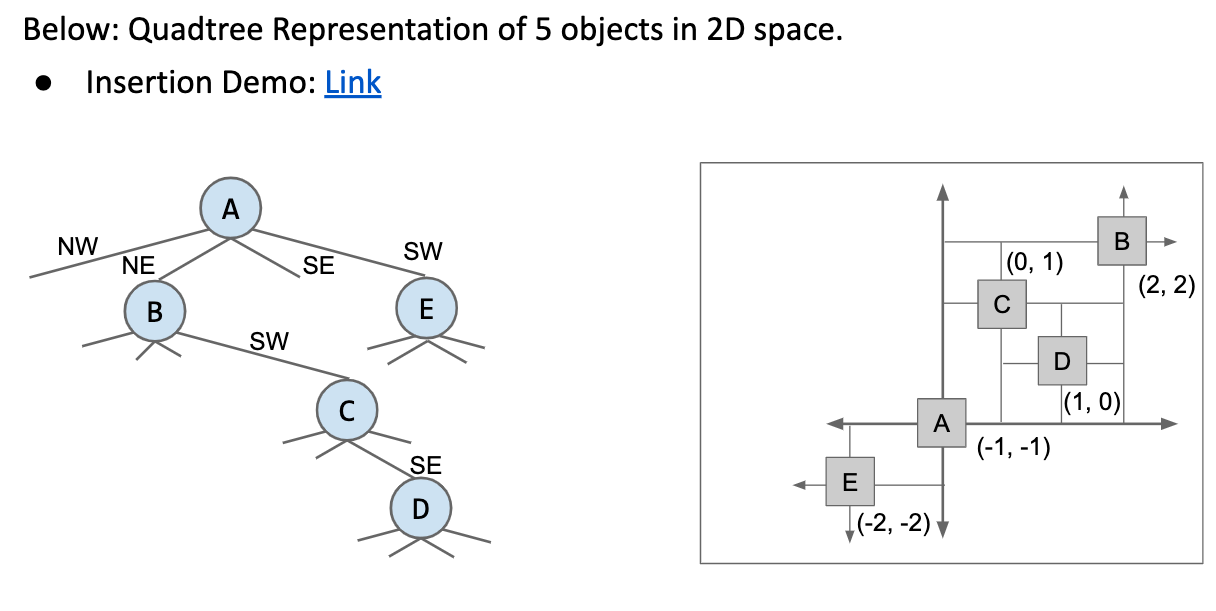 Below: Quadtree Representation of 5 objects in 2D space.
● Insertion Demo: Link
A
NW
NE
SE
SW
B
E
SW
C
SE
D
B
(0, 1)
(2, 2)
C
D
(1, 0)
A
(-1, -1)
E
(-2, -2)